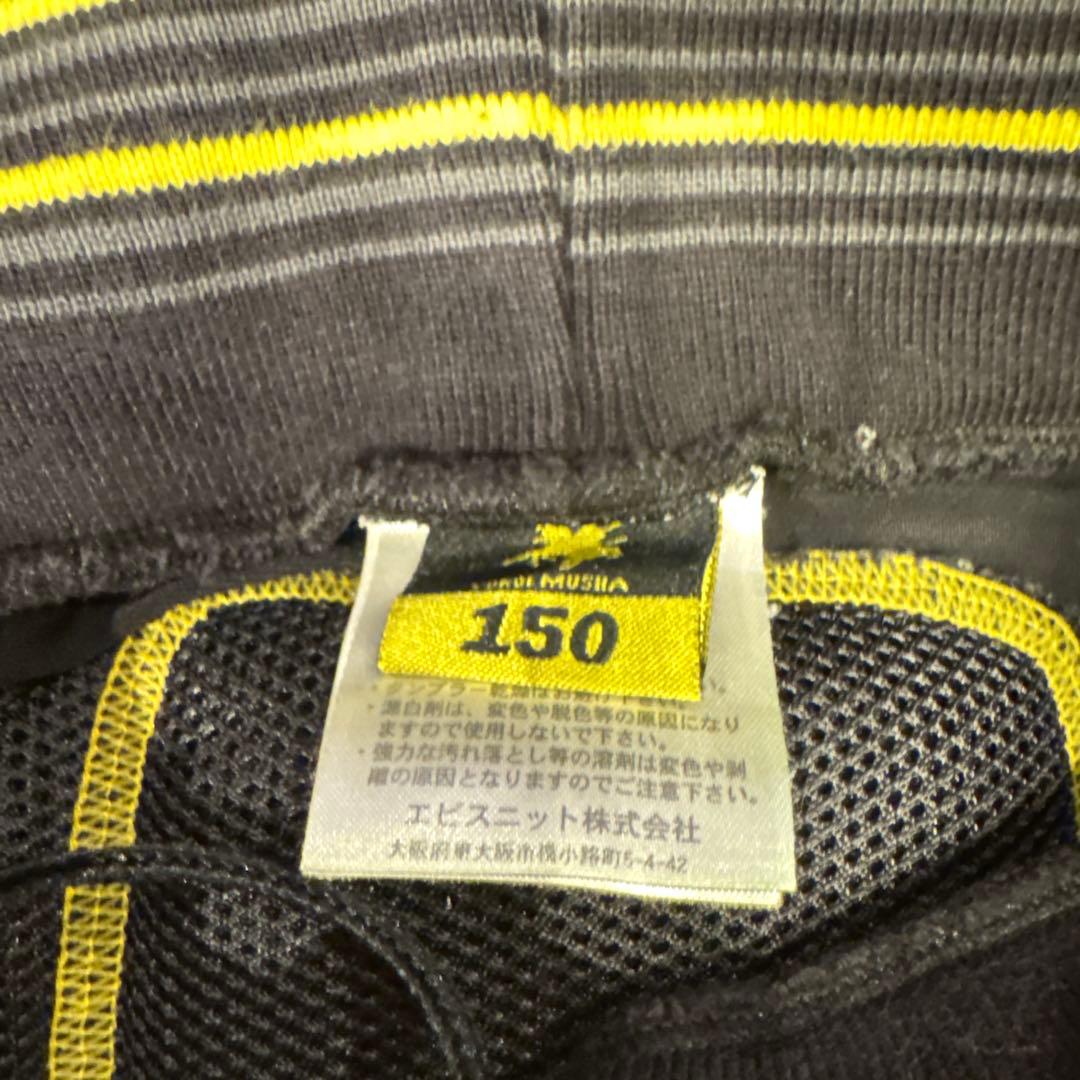 MUSHA
150
・漂白剤は、変色や脱色等の原因になり
ますので使用しないで下さい。
・強力な汚れ落とし等の溶剤は変色や剥
離の原因となりますのでご注意下さい。
エビスニット株式会社
大阪府東大阪市横小路町5-4-42